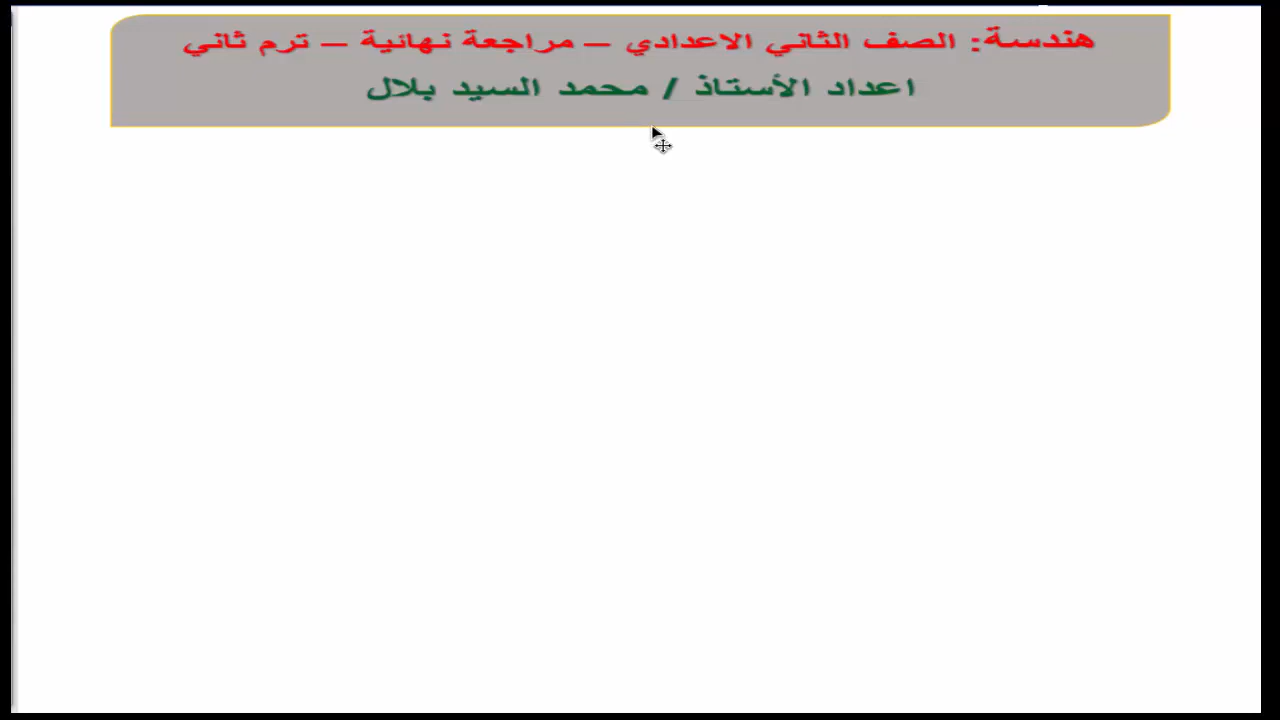 هندسة: الصف الثاني الاعدادي – مراجعة نهائية – ترم ثاني
اعداد الأستاذ / محمد السيد بلال